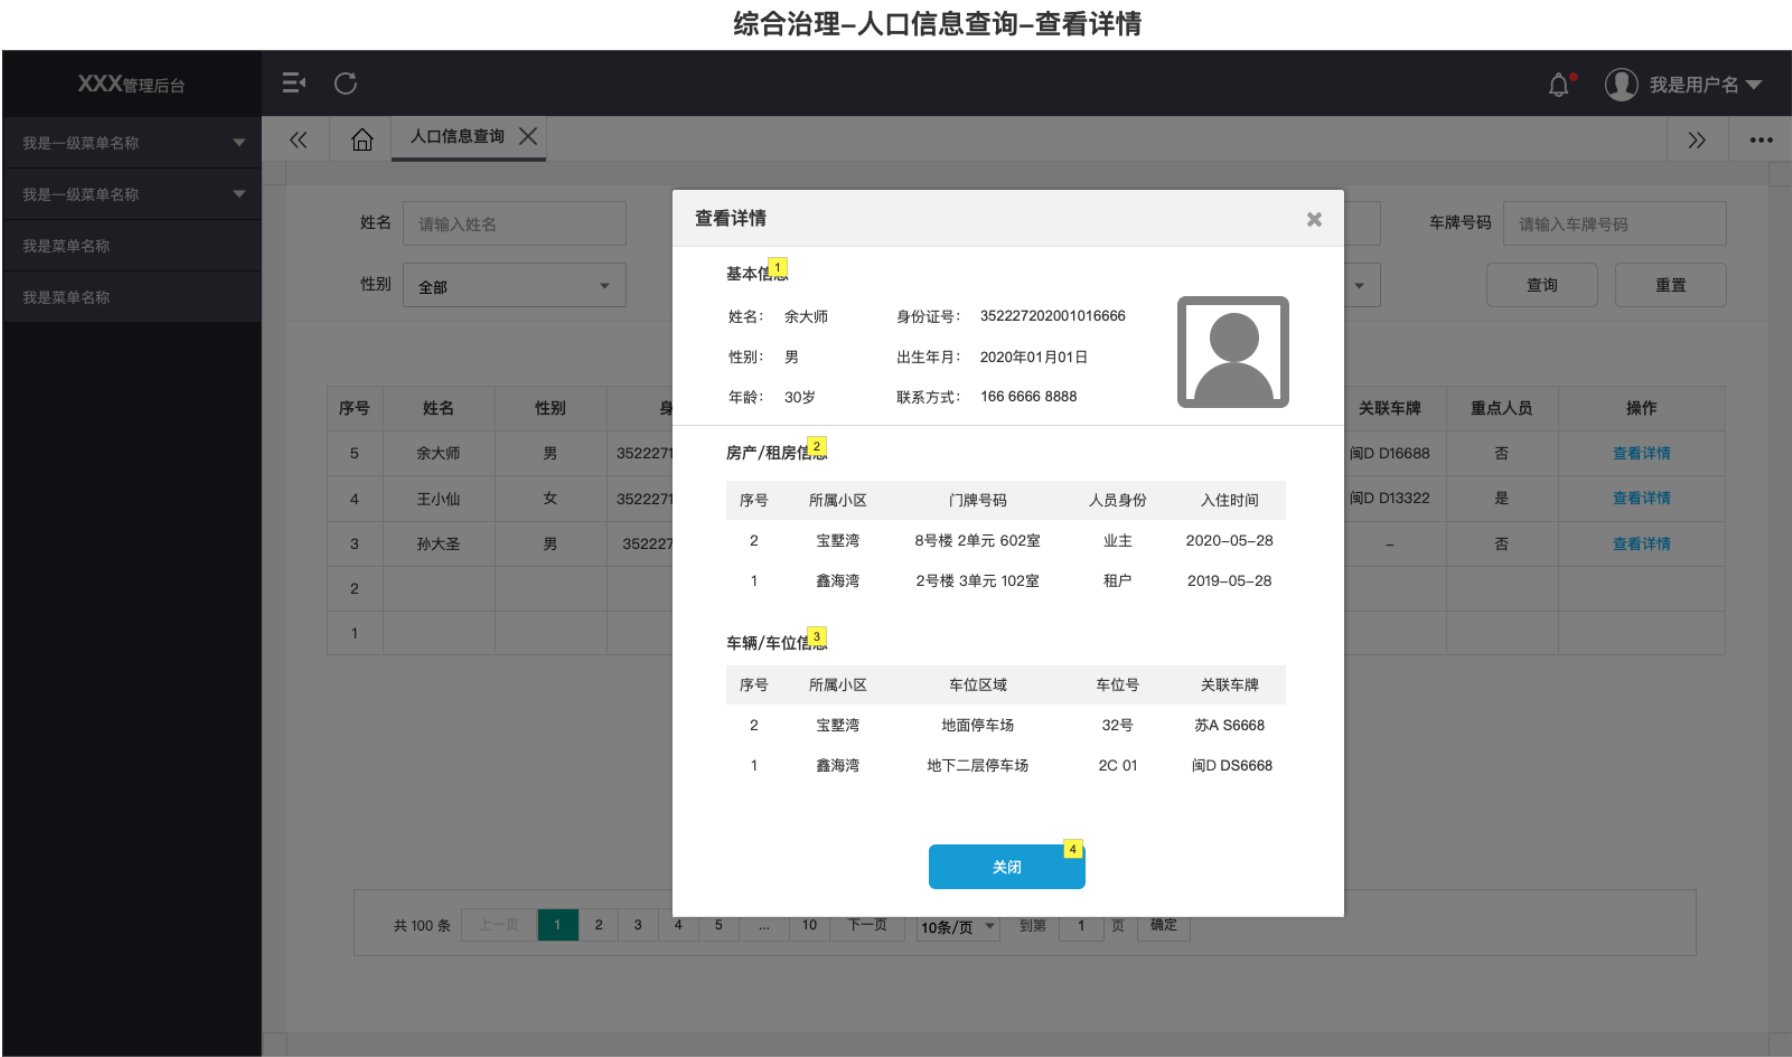 综合治理–人口信息查询–查看详情
XXX管理后台
我是用户名
我是一级菜单名称
我是一级菜单名称
我是菜单名称
我是菜单名称
人口信息查询
姓名 请输入姓名
车牌号码 请输入车牌号码
性别 全部
查询 重置
序号 姓名 性别 身 关联车牌 重点人员 操作
5 余大师 男 3522271 闽D D16688 否 查看详情
4 王小仙 女 3522271 闽D D13322 是 查看详情
3 孙大圣 男 352227 – 否 查看详情
2
1
查看详情
基本信息 1
姓名： 余大师 身份证号： 352227202001016666
性别： 男 出生年月： 2020年01月01日
年龄： 30岁 联系方式： 166 6666 8888
房产/租房信息 2
序号 所属小区 门牌号码 人员身份 入住时间
2 宝墅湾 8号楼 2单元 602室 业主 2020–05–28
1 鑫海湾 2号楼 3单元 102室 租户 2019–05–28
车辆/车位信息 3
序号 所属小区 车位区域 车位号 关联车牌
2 宝墅湾 地面停车场 32号 苏A S6668
1 鑫海湾 地下二层停车场 2C 01 闽D DS6668
关闭 4
共 100 条 上一页 1 2 3 4 5 ... 10 下一页 10条/页 到第 1 页 确定